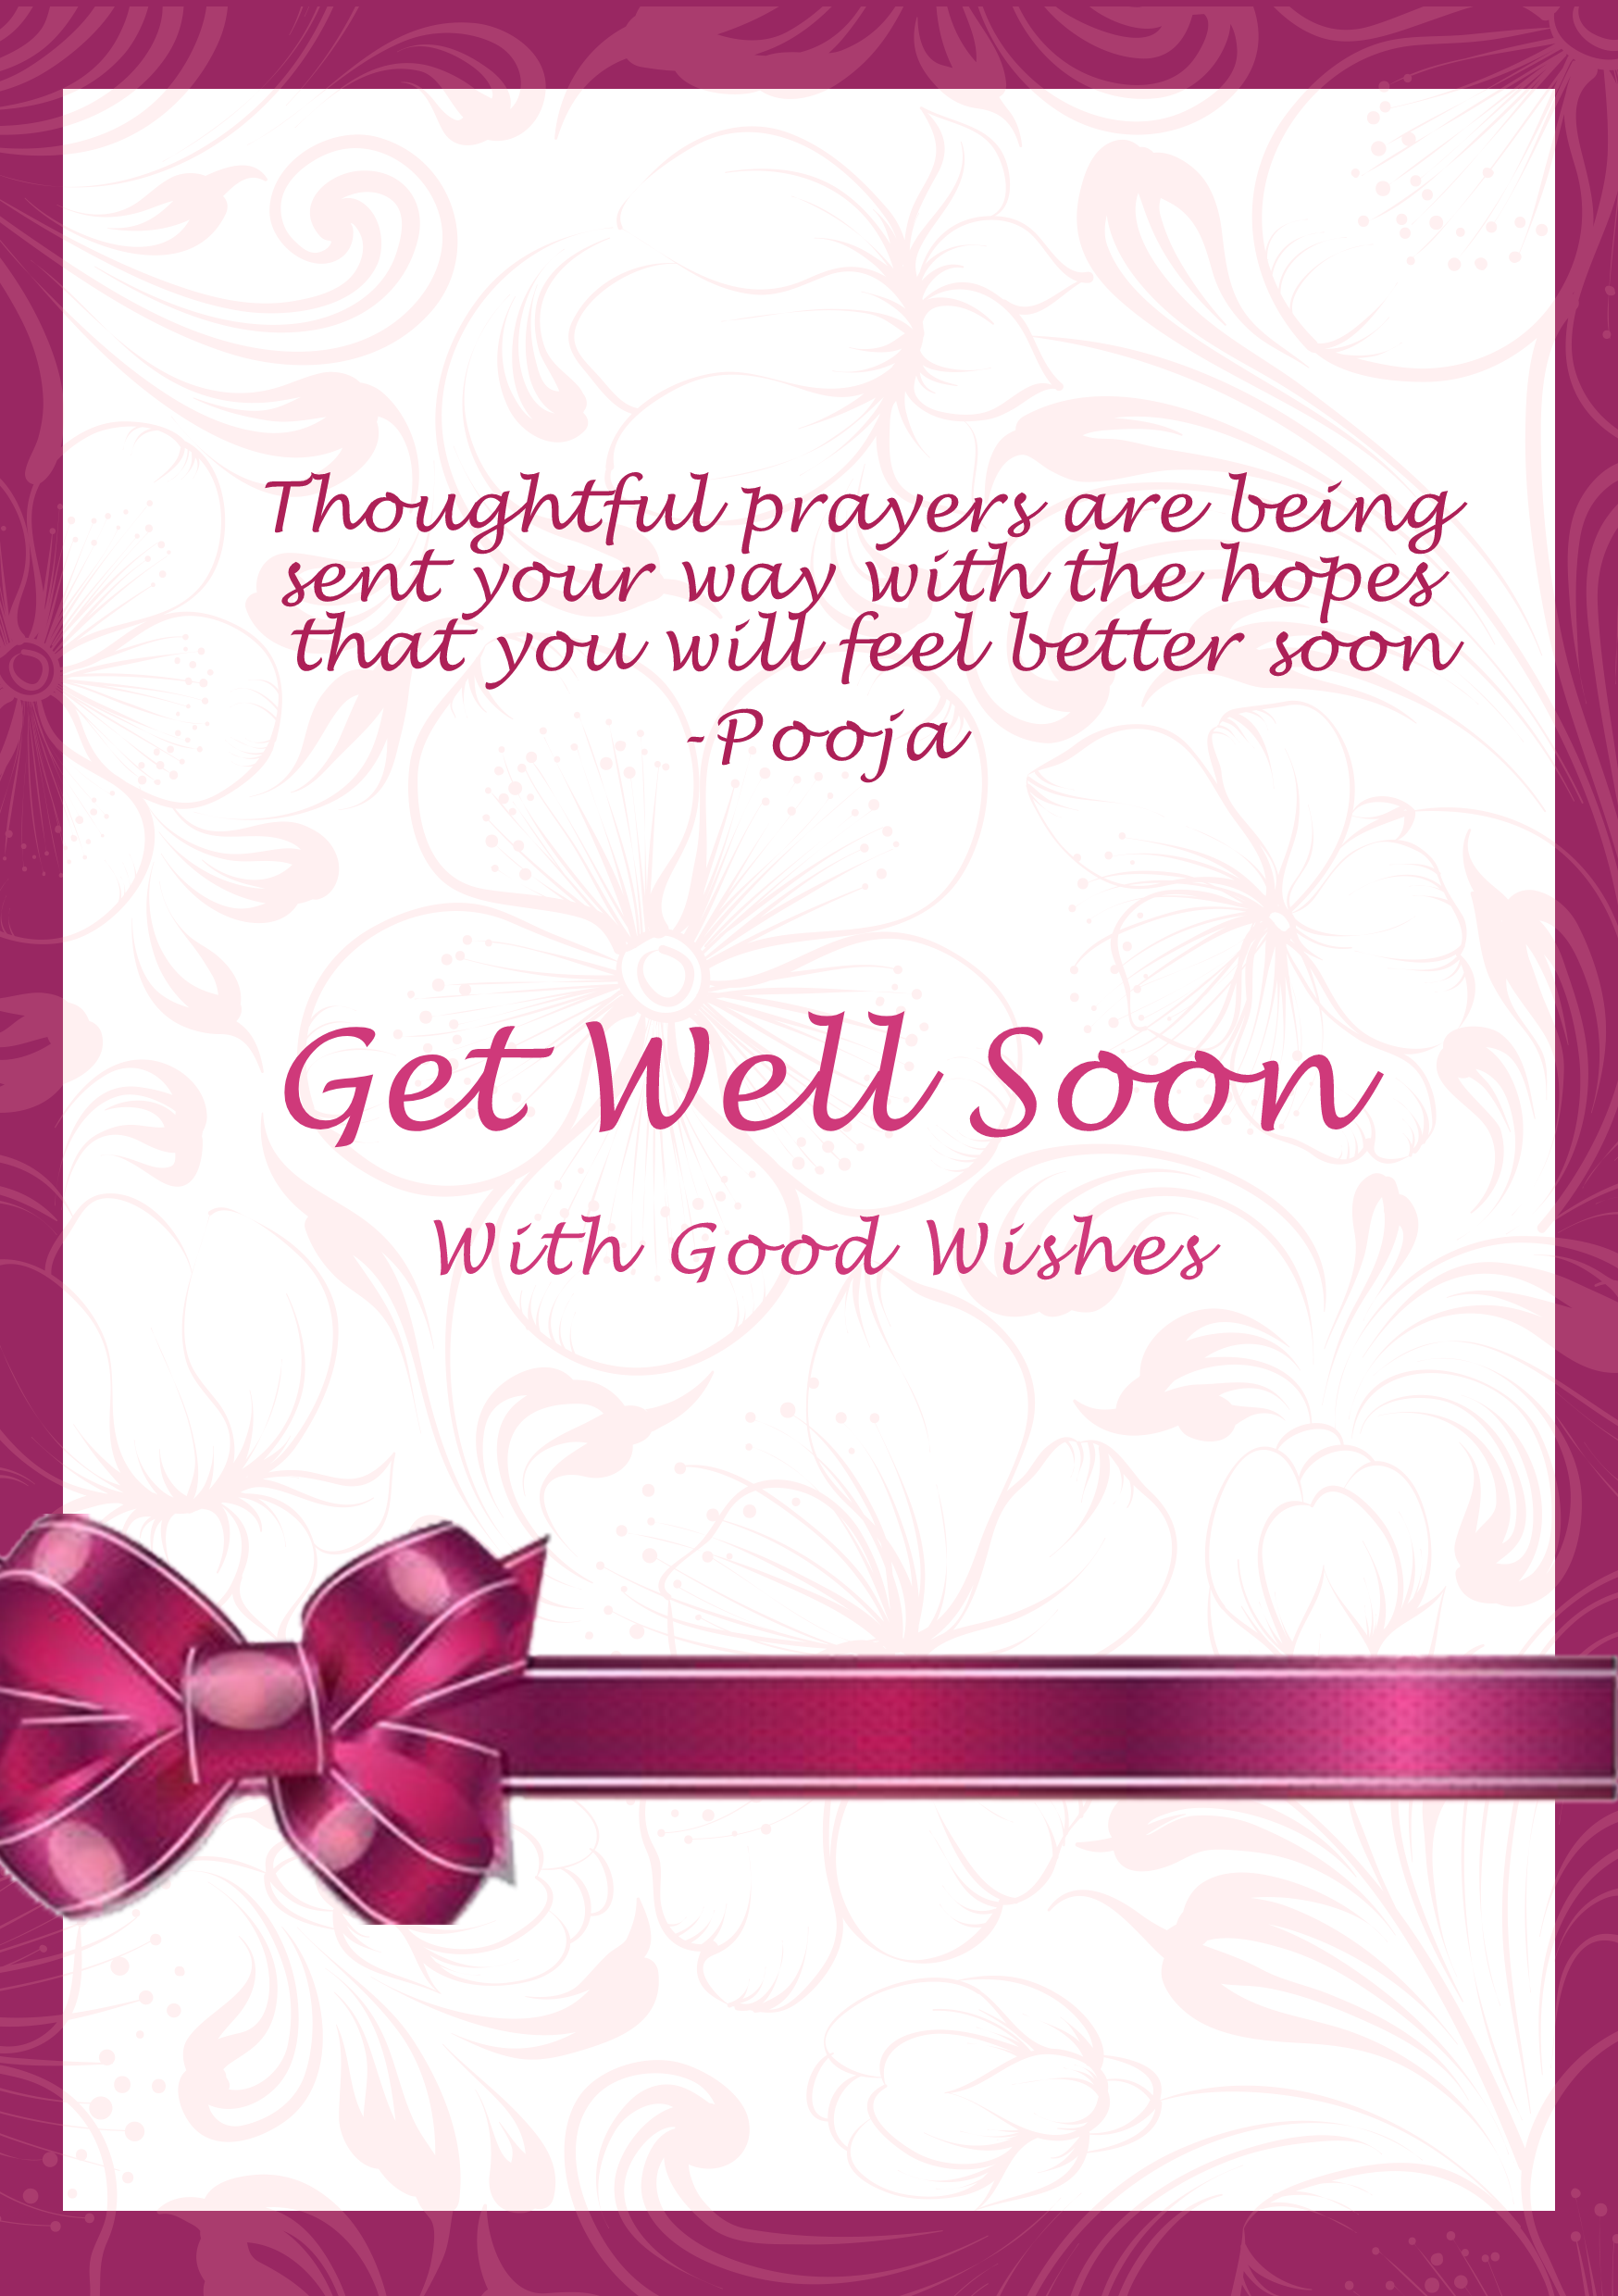 Thoughtful prayers are being
sent your way with the hopes
that you will feel better soon
-Pooja
Get Well Soon
With Good Wishes